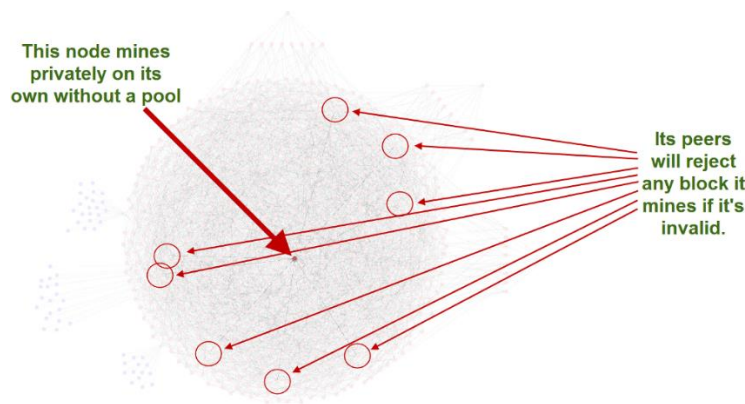 This node mines
privately on its
own without a pool
Its peers
will reject
any block it
mines if it's
invalid.